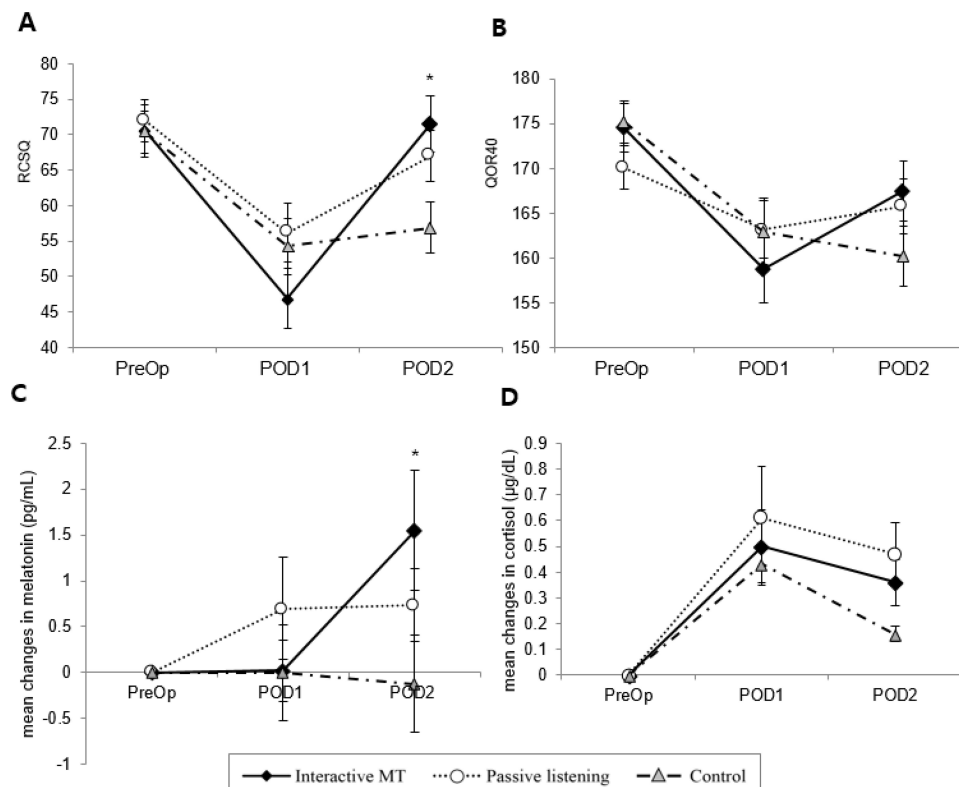 A
RCSQ
80
75
70
65
60
55
50
45
40
*
PreOp POD1 POD2
B
QOR40
180
175
170
165
160
155
150
PreOp POD1 POD2
C
mean changes in melatonin (pg/mL)
2.5
2
1.5
1
0.5
0
-0.5
-1
*
PreOp POD1 POD2
D
mean changes in cortisol (µg/dL)
0.9
0.8
0.7
0.6
0.5
0.4
0.3
0.2
0.1
0
PreOp POD1 POD2
Interactive MT Passive listening Control